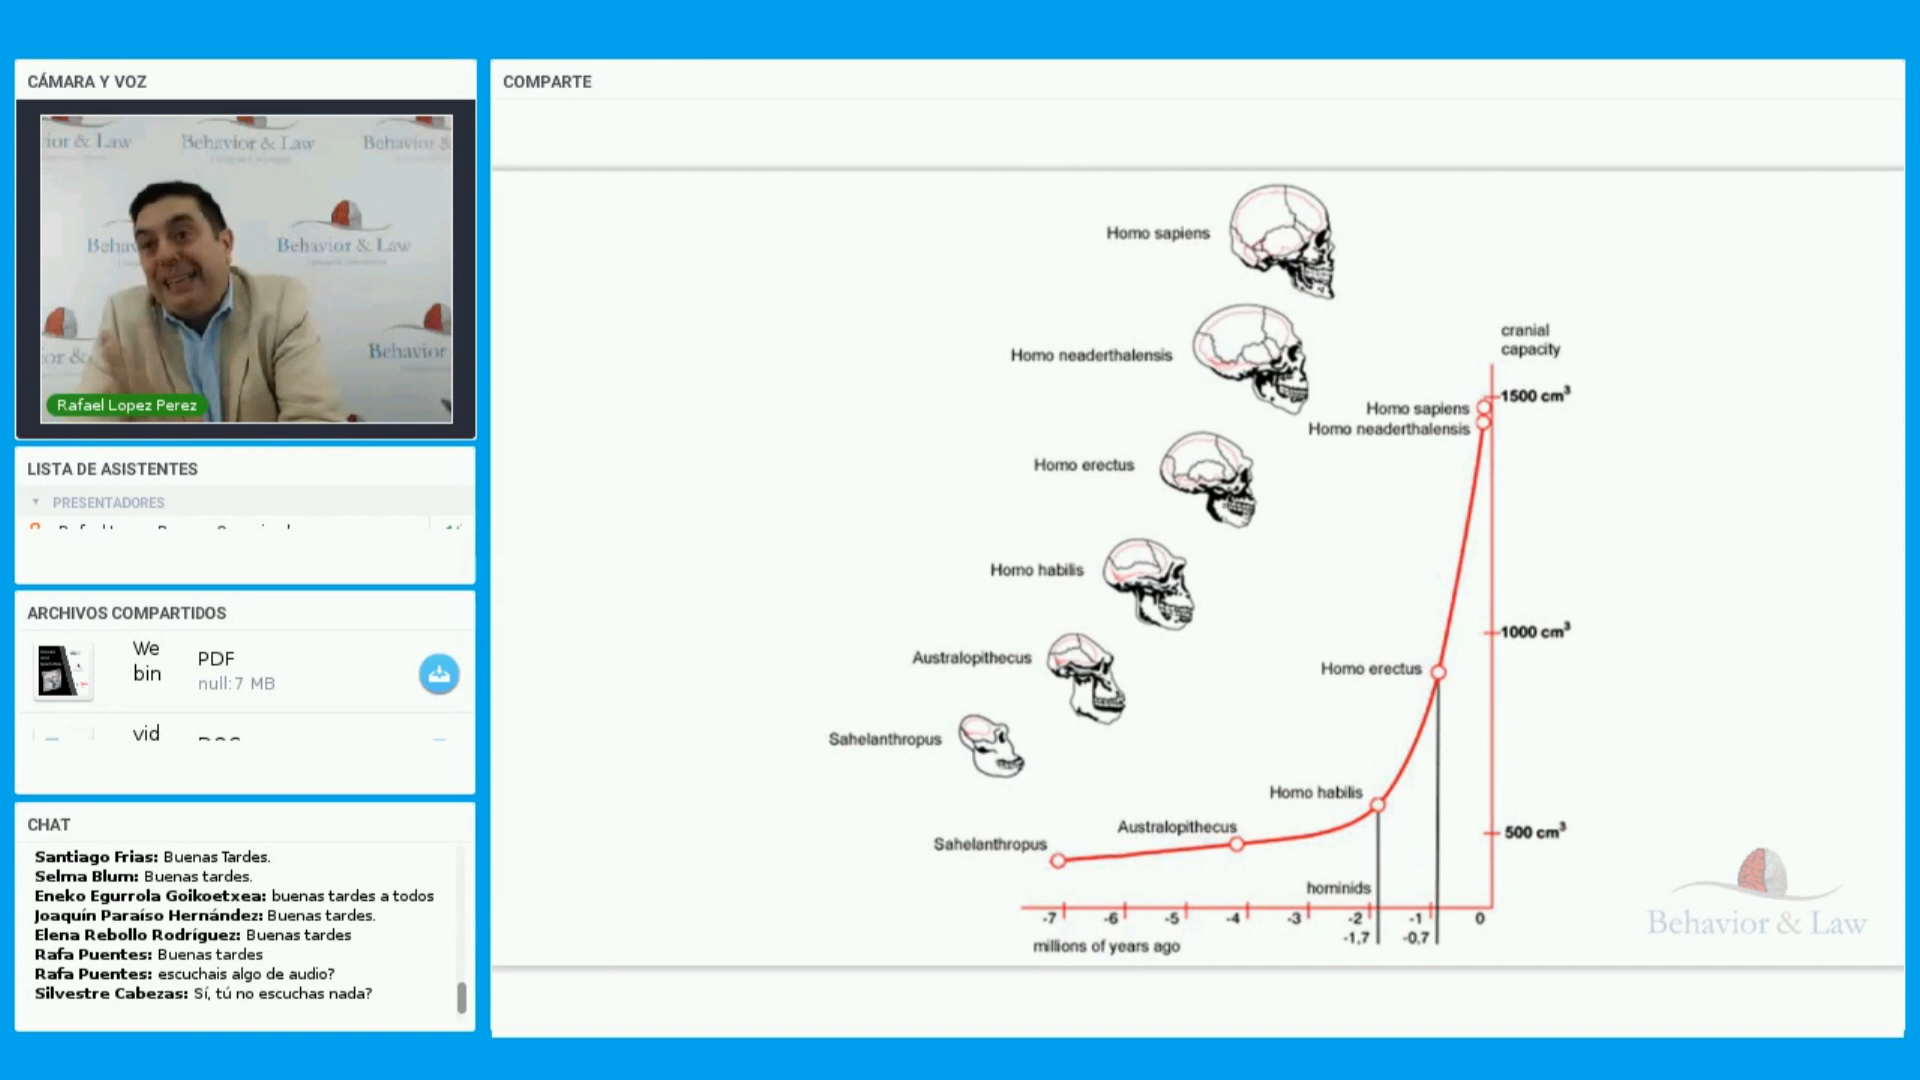 CÁMARA Y VOZ
ior & Law
Behavior & Law
Behavior &
Behav
Behavior & Law
or &
Behavior
Rafael Lopez Perez
LISTA DE ASISTENTES
PRESENTADORES
ARCHIVOS COMPARTIDOS
We
bin
PDF
null:7 MB
vid
CHAT
Santiago Frias: Buenas Tardes.
Selma Blum: Buenas tardes.
Eneko Egurrola Goikoetxea: buenas tardes a todos
Joaquín Paraíso Hernández: Buenas tardes.
Elena Rebollo Rodríguez: Buenas tardes
Rafa Puentes: Buenas tardes
Rafa Puentes: escuchais algo de audio?
Silvestre Cabezas: Sí, tú no escuchas nada?
COMPARTE
Homo sapiens
Homo neaderthalensis
Homo erectus
Homo habilis
Australopithecus
Sahelanthropus
cranial
capacity
1500 cm³
Homo sapiens
Homo neaderthalensis
1000 cm³
Homo erectus
Homo habilis
500 cm³
Australopithecus
Sahelanthropus
hominids
-7 -6 -5 -4 -3 -2 -1 0
-1,7 -0,7
millions of years ago
Behavior & Law